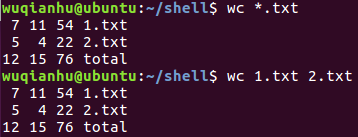 wuqianhu@ubuntu:~/shell$ wc *.txt
 7 11 54 1.txt
 5  4 22 2.txt
12 15 76 total
wuqianhu@ubuntu:~/shell$ wc 1.txt 2.txt
 7 11 54 1.txt
 5  4 22 2.txt
12 15 76 total